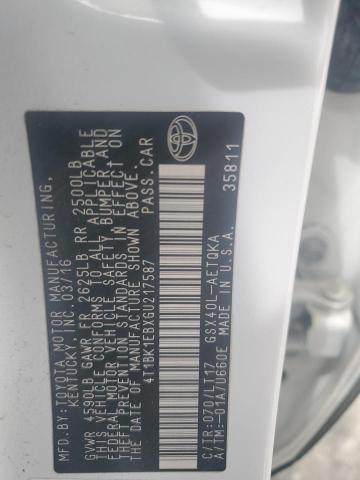 MFD.BY:TOYOTA MOTOR MANUFACTURING,
KENTUCKY, INC. 03/16
GVWR 4590LB GAWR FR 2625LB RR 2500LB
THIS VEHICLE CONFORMS TO ALL APPLICABLE
FEDERAL MOTOR VEHICLE SAFETY, BUMPER, AND
THEFT PREVENTION STANDARDS IN EFFECT ON
THE DATE OF MANUFACTURE SHOWN ABOVE.
4T1BK1EBXGU217587 PASS.CAR
C/TR:070/LT17 GSX40L-AETQKA
A/TM:-01A/U660E MADE IN U.S.A.
35811